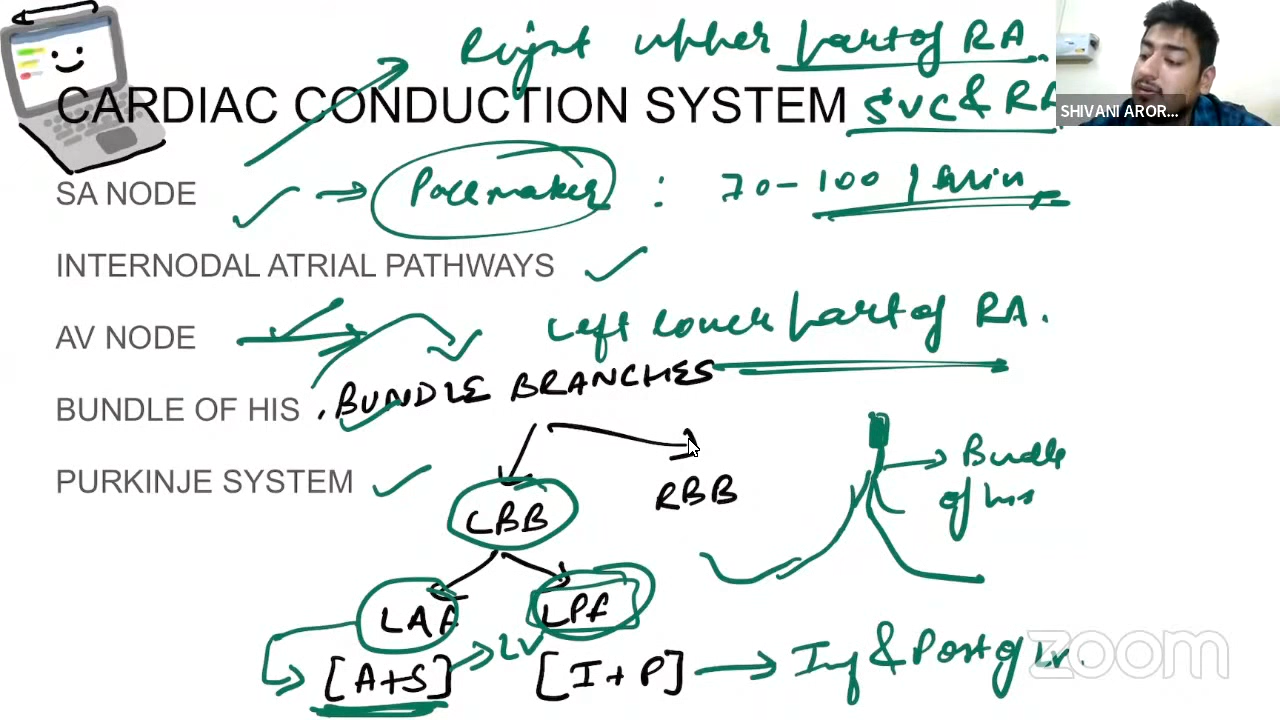 Right upper part of RA
CARDIAC CONDUCTION SYSTEM SVC & RA
SHIVANI AROR...
SA NODE → Pacemaker : 70-100 / min
INTERNODAL ATRIAL PATHWAYS
AV NODE Left lower part of RA.
BUNDLE OF HIS . BUNDLE BRANCHES
Bundle of his
PURKINJE SYSTEM
LBB RBB
LAF LPF
[A+S] → LV [I+P] → Inf & Post of LV.
zoom